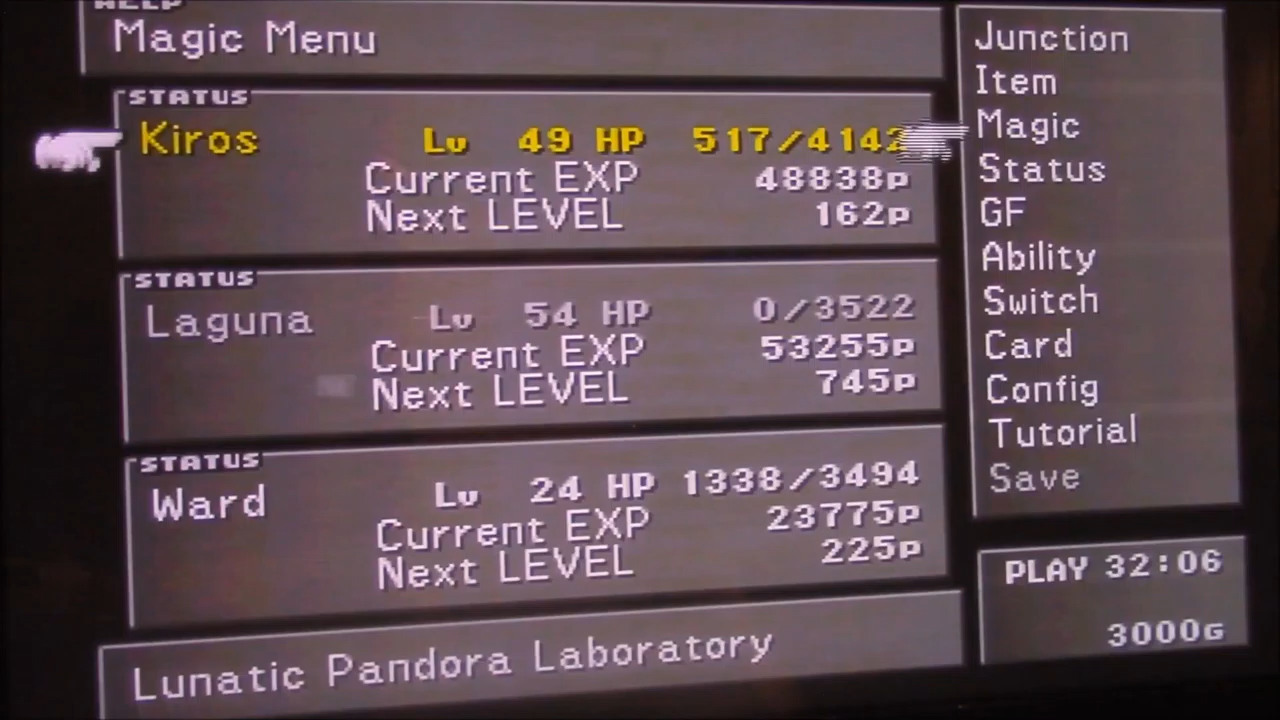 HELP
Magic Menu
STATUS
Kiros Lv 49 HP 517/4142
Current EXP 48838p
Next LEVEL 162p
STATUS
Laguna Lv 54 HP 0/3522
Current EXP 53255p
Next LEVEL 745p
STATUS
Ward Lv 24 HP 1338/3494
Current EXP 23775p
Next LEVEL 225p
Lunatic Pandora Laboratory
Junction
Item
Magic
Status
GF
Ability
Switch
Card
Config
Tutorial
Save
PLAY 32:06
3000G